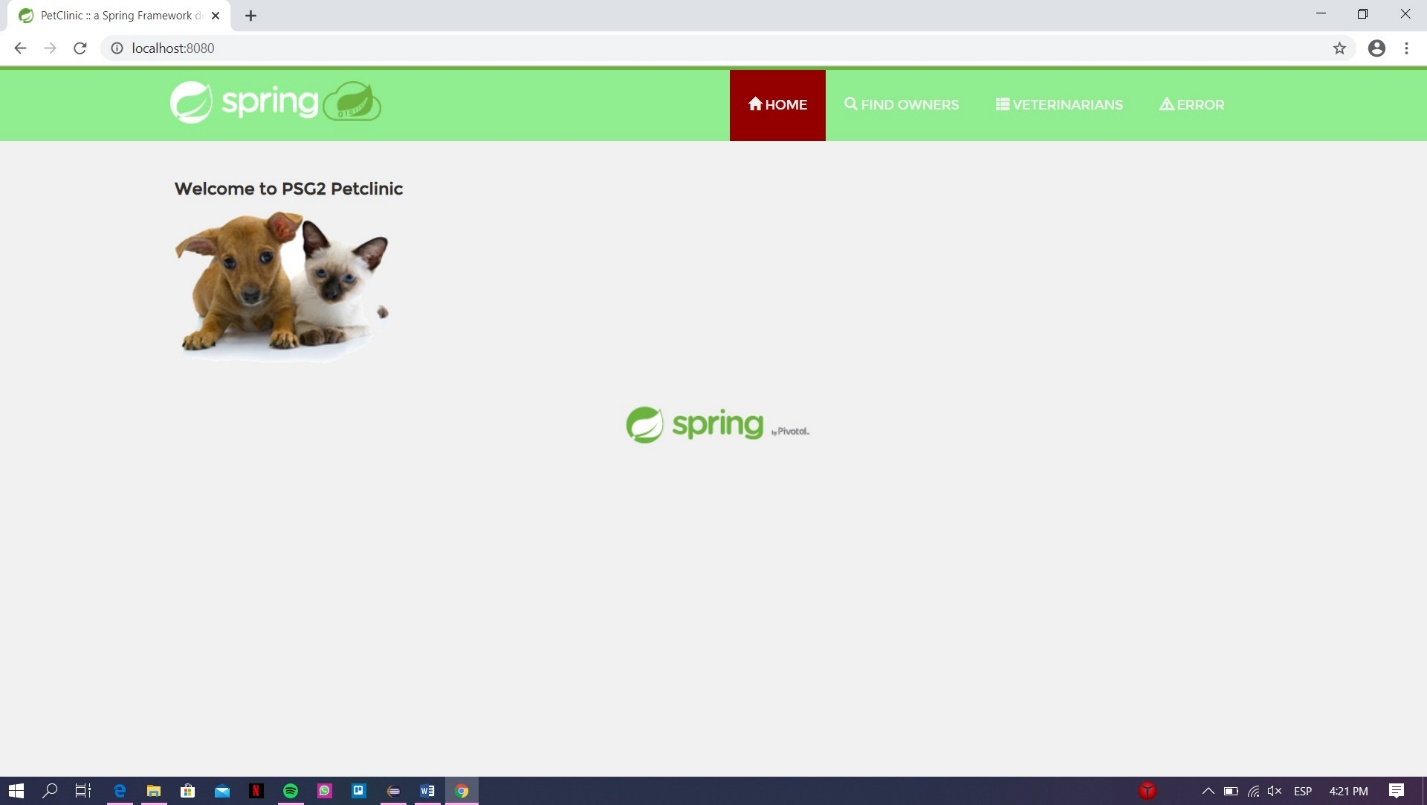 PetClinic :: a Spring Framework d
localhost:8080
spring
HOME
FIND OWNERS
VETERINARIANS
ERROR
Welcome to PSG2 Petclinic
spring by Pivotal.
ESP
4:21 PM